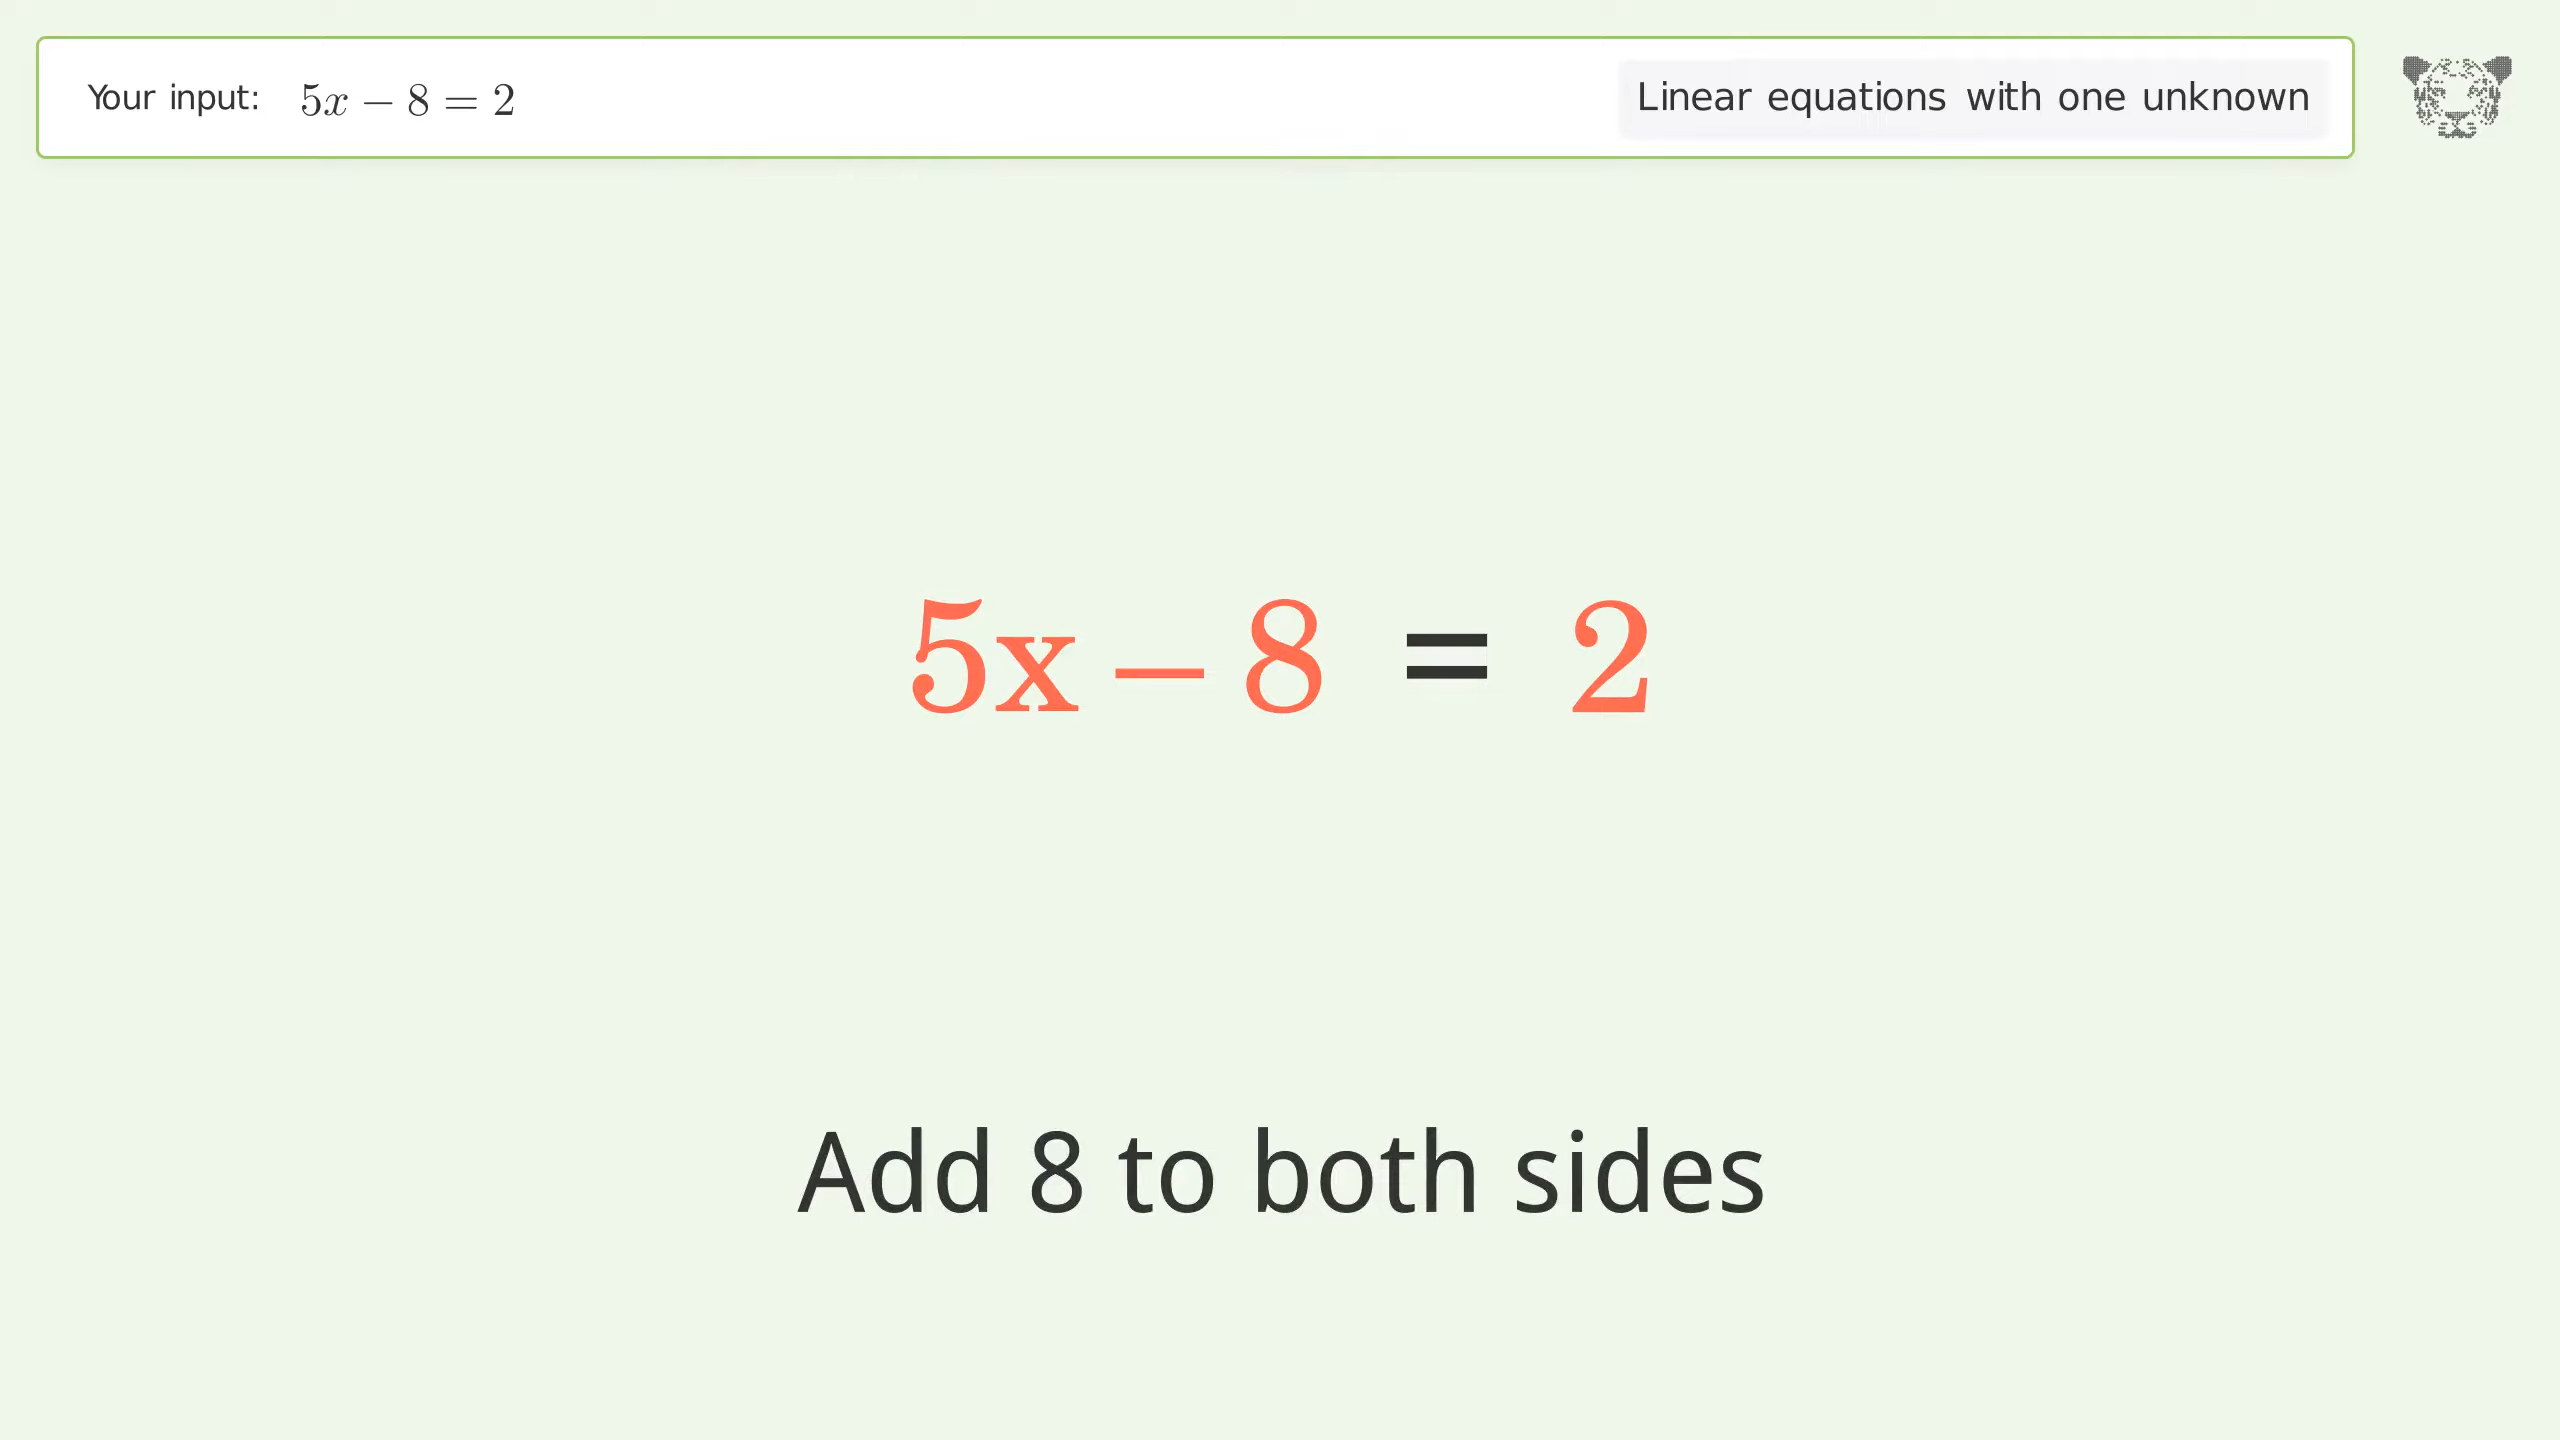 Your input: 5x − 8 = 2
Linear equations with one unknown
5x − 8 = 2
Add 8 to both sides